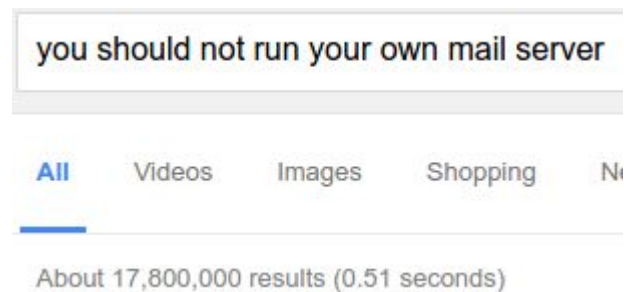 you should not run your own mail server
All Videos Images Shopping
About 17,800,000 results (0.51 seconds)